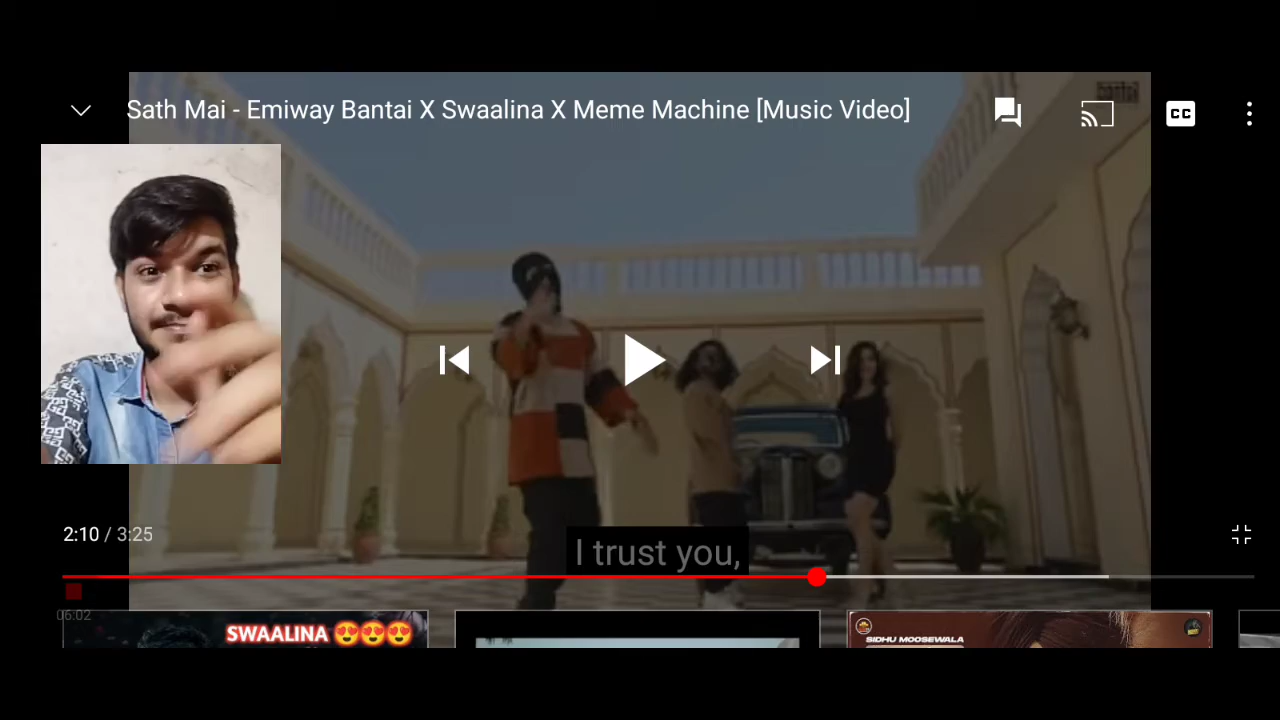 Sath Mai - Emiway Bantai X Swaalina X Meme Machine [Music Video]
bantai
CC
2:10 / 3:25
I trust you,
06:02
SWAALINA 😍😍😍
SIDHU MOOSEWALA